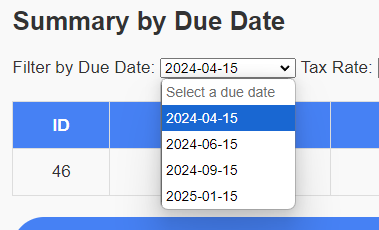 Summary by Due Date
Filter by Due Date: 2024-04-15 Tax Rate:
Select a due date
2024-04-15
2024-06-15
2024-09-15
2025-01-15
ID
46